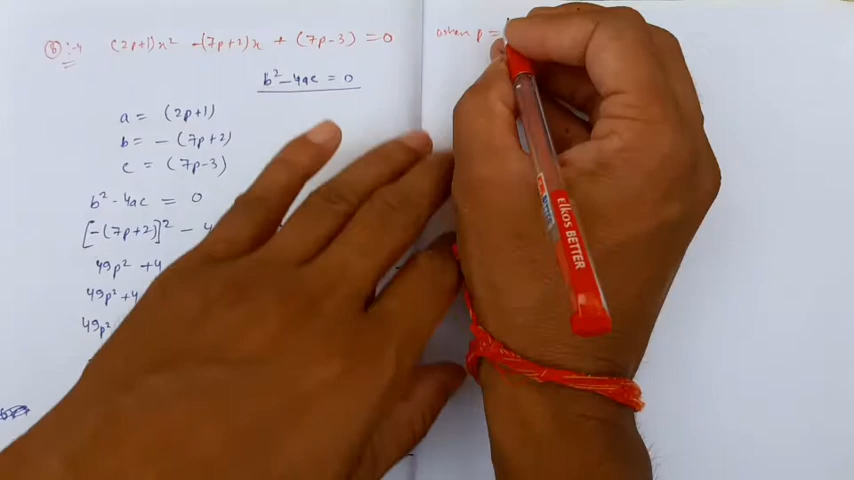 (8):-4 (2p+1)x² -(7p+2)x + (7p-3) = 0
b²-4ac = 0
a = (2p+1)
b = - (7p+2)
c = (7p-3)
b²-4ac = 0
[-(7p+2)]² - 4
49p² + 4
49p² + 4
49p²
when p =
elkos BETTER